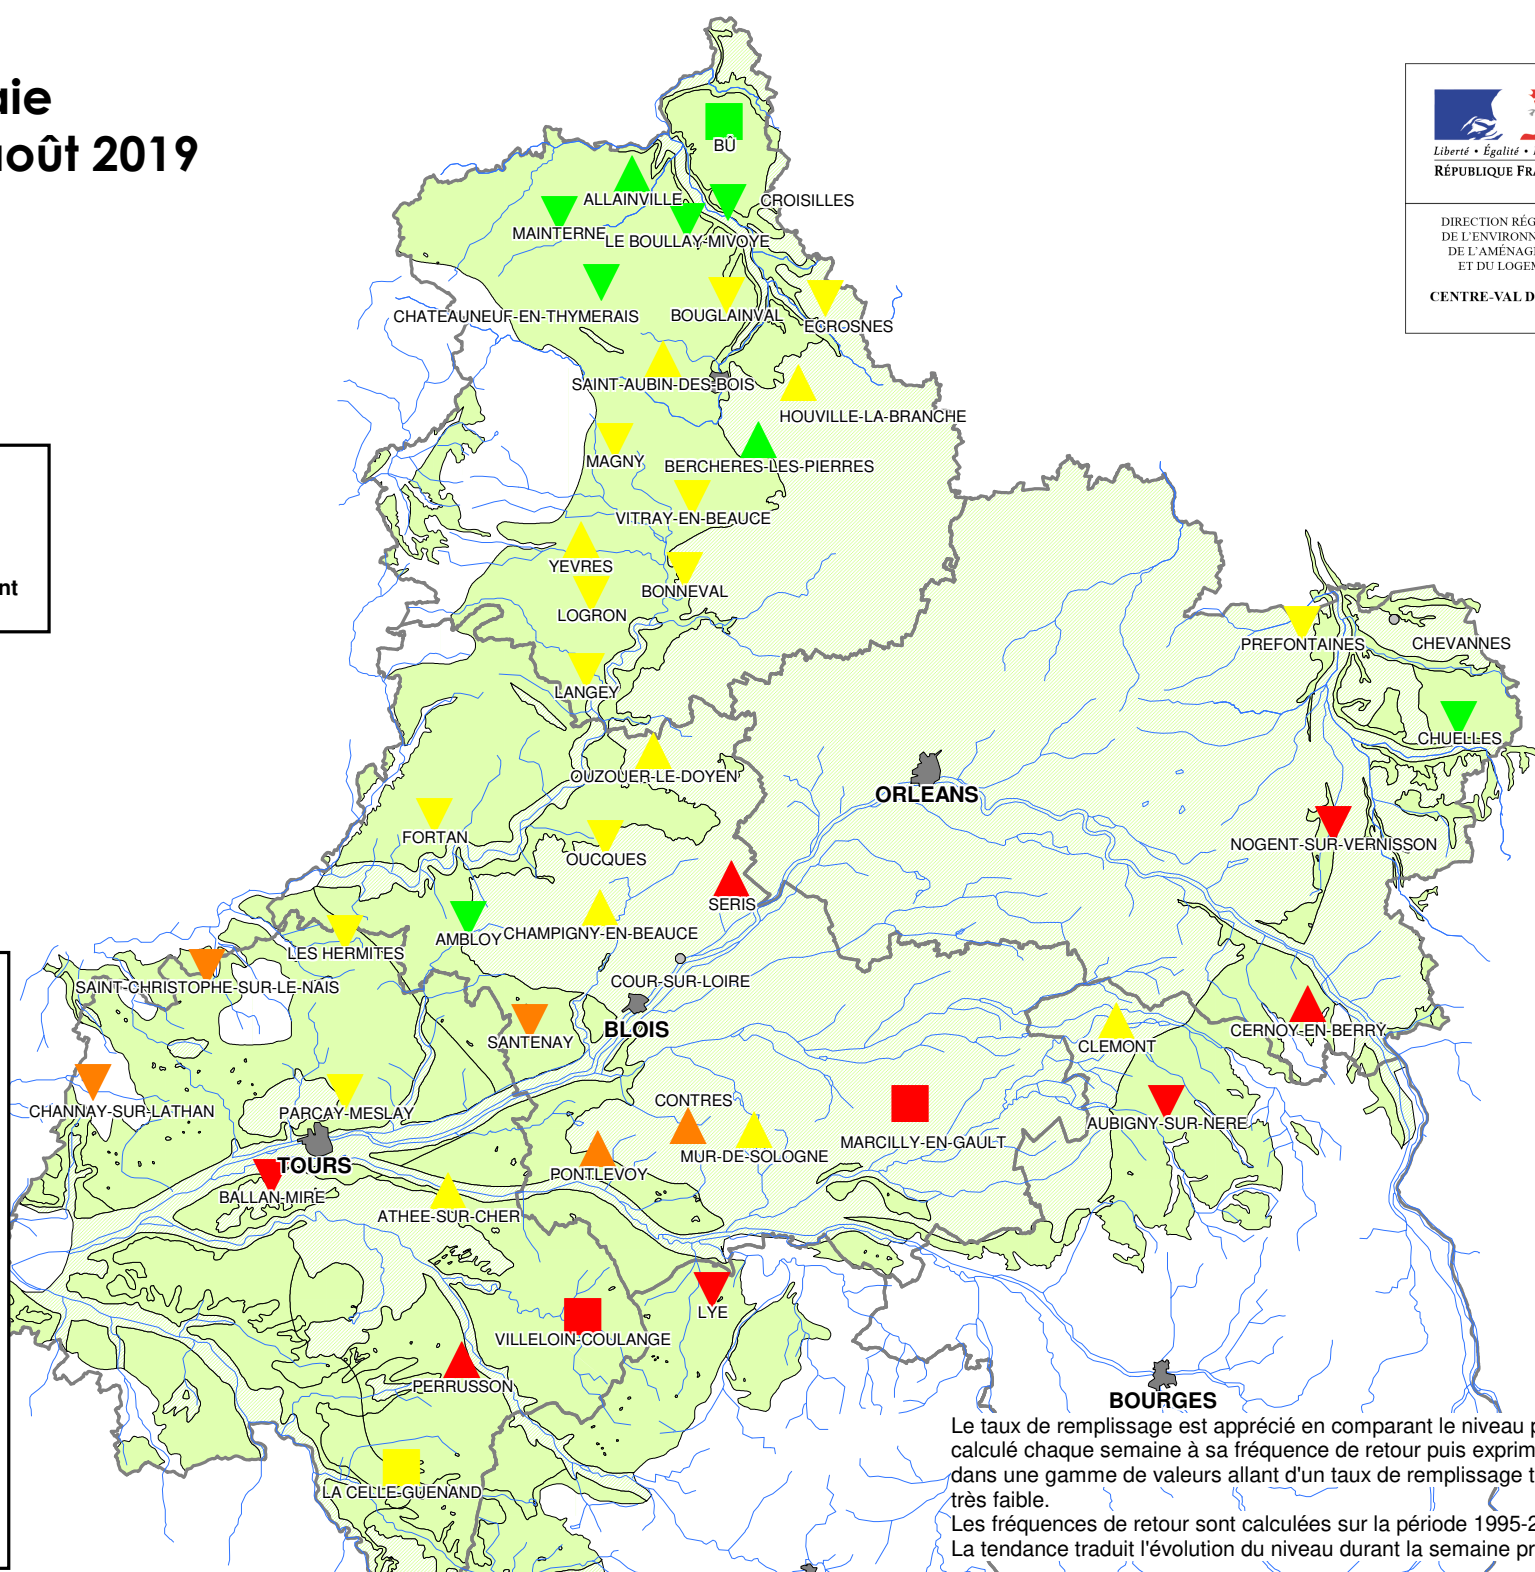 aie
août 2019
Liberté • Égalité •
RÉPUBLIQUE FRA
DIRECTION RÉG
DE L'ENVIRONN
DE L'AMÉNAGE
ET DU LOGEM
CENTRE-VAL D
nt
BÛ
ALLAINVILLE
CROISILLES
MAINTERNE
LE BOULLAY-MIVOYE
CHATEAUNEUF-EN-THYMERAIS
BOUGLAINVAL
ECROSNES
SAINT-AUBIN-DES-BOIS
HOUVILLE-LA-BRANCHE
MAGNY
BERCHERES-LES-PIERRES
VITRAY-EN-BEAUCE
YEVRES
BONNEVAL
LOGRON
PREFONTAINES
CHEVANNES
LANGEY
CHUELLES
OUZOUER-LE-DOYEN
ORLEANS
FORTAN
OUCQUES
NOGENT-SUR-VERNISSON
SERIS
AMBLOY
CHAMPIGNY-EN-BEAUCE
LES HERMITES
COUR-SUR-LOIRE
SAINT-CHRISTOPHE-SUR-LE-NAIS
BLOIS
SANTENAY
CERNOY-EN-BERRY
CLEMONT
CHANNAY-SUR-LATHAN
PARCAY-MESLAY
CONTRES
AUBIGNY-SUR-NERE
MARCILLY-EN-GAULT
MUR-DE-SOLOGNE
TOURS
PONTLEVOY
BALLAN-MIRE
ATHEE-SUR-CHER
LYE
VILLELOIN-COULANGE
PERRUSSON
BOURGES
LA CELLE-GUENAND
Le taux de remplissage est apprécié en comparant le niveau p
calculé chaque semaine à sa fréquence de retour puis exprim
dans une gamme de valeurs allant d'un taux de remplissage t
très faible.
Les fréquences de retour sont calculées sur la période 1995-2
La tendance traduit l'évolution du niveau durant la semaine pr